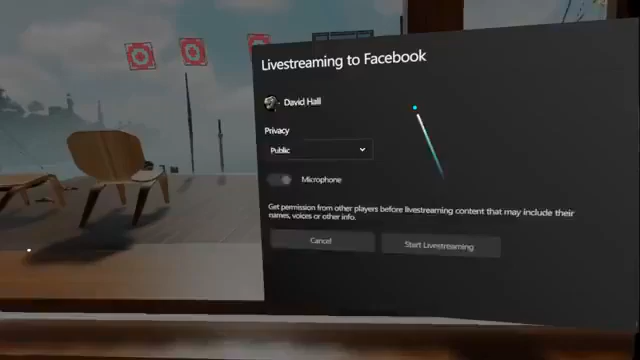 Livestreaming to Facebook
David Hall
Privacy
Public
Microphone
Get permission from other players before livestreaming content that may include their
names, voices or other info.
Cancel
Start Livestreaming